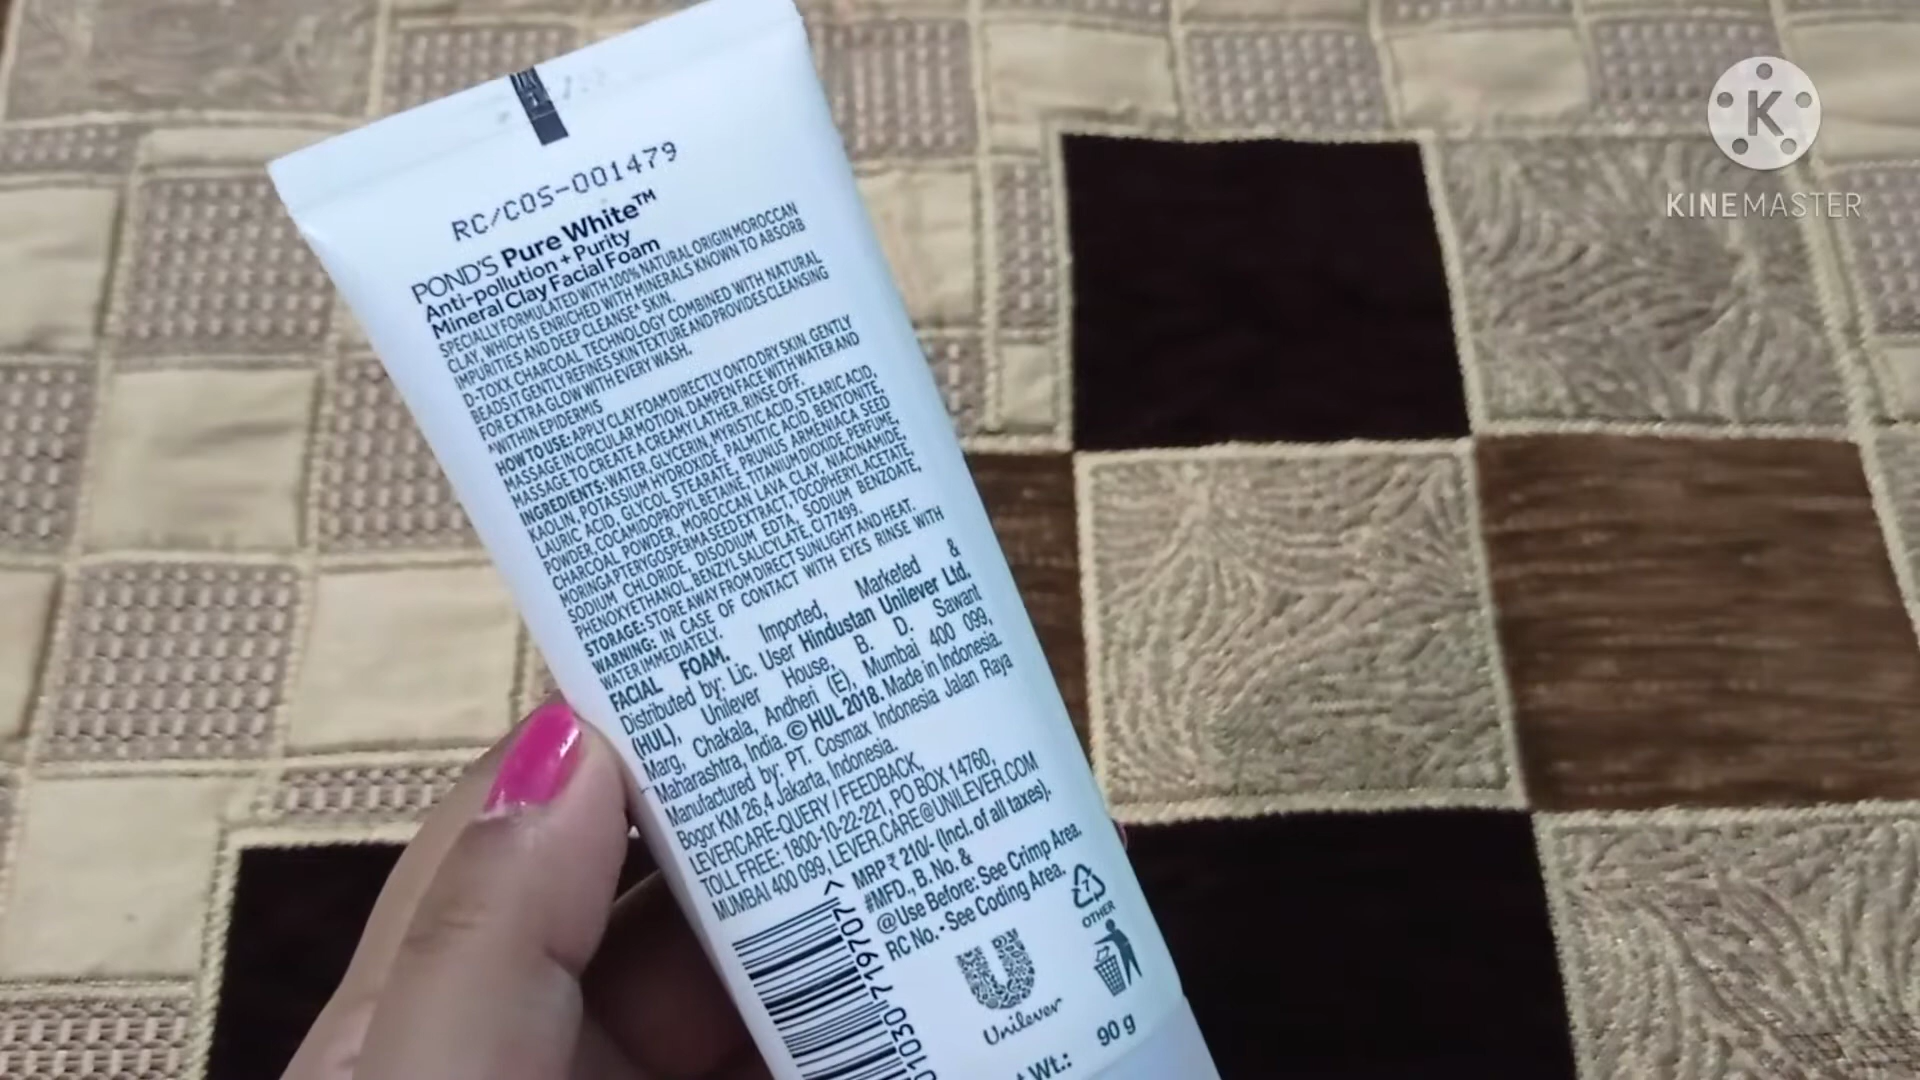 RC/COS-001479
POND'S Pure White™
Anti-pollution + Purity
Mineral Clay Facial Foam
SPECIALLY FORMULATED WITH 100% NATURAL ORIGIN MOROCCAN
CLAY, WHICH IS ENRICHED WITH MINERALS KNOWN TO ABSORB
IMPURITIES AND DEEP CLEANSE^ SKIN.
D-TOXX CHARCOAL TECHNOLOGY COMBINED WITH NATURAL
BEADS IT GENTLY REFINES SKIN TEXTURE AND PROVIDES CLEANSING
FOR EXTRA GLOW WITH EVERY WASH.
^WITHIN EPIDERMIS
HOW TO USE: APPLY CLAY FOAM DIRECTLY ONTO DRY SKIN. GENTLY
MASSAGE IN CIRCULAR MOTION. DAMPEN FACE WITH WATER AND
MASSAGE TO CREATE A CREAMY LATHER. RINSE OFF.
INGREDIENTS: WATER, GLYCERIN, MYRISTIC ACID, STEARIC ACID,
KAOLIN, POTASSIUM HYDROXIDE, PALMITIC ACID, BENTONITE,
LAURIC ACID, GLYCOL STEARATE, PRUNUS ARMENIACA SEED
POWDER, COCAMIDOPROPYL BETAINE, TITANIUM DIOXIDE, PERFUME,
CHARCOAL POWDER, MOROCCAN LAVA CLAY, NIACINAMIDE,
MORINGA PTERYGOSPERMA SEED EXTRACT, TOCOPHERYL ACETATE,
SODIUM CHLORIDE, DISODIUM EDTA, SODIUM BENZOATE,
PHENOXYETHANOL, BENZYL SALICYLATE, CI 77499.
STORAGE: STORE AWAY FROM DIRECT SUNLIGHT AND HEAT.
WARNING: IN CASE OF CONTACT WITH EYES RINSE WITH
WATER IMMEDIATELY.
FACIAL FOAM. Imported, Marketed &
Distributed by: Lic. User Hindustan Unilever Ltd.
(HUL), Unilever House, B. D. Sawant
Marg, Chakala, Andheri (E), Mumbai 400 099,
Maharashtra, India. © HUL 2018. Made in Indonesia.
Manufactured by: PT. Cosmax Indonesia Jalan Raya
Bogor KM 26,4 Jakarta, Indonesia.
LEVERCARE-QUERY / FEEDBACK,
TOLL FREE: 1800-10-22-221, PO BOX 14760,
MUMBAI 400 099, LEVER.CARE@UNILEVER.COM
MRP ₹ 210/- (Incl. of all taxes).
#MFD., B. No. &
@Use Before: See Crimp Area.
RC No. - See Coding Area.
7
OTHER
01030 719707 >
U
Unilever
90 g
Wt.:
K
KINEMASTER